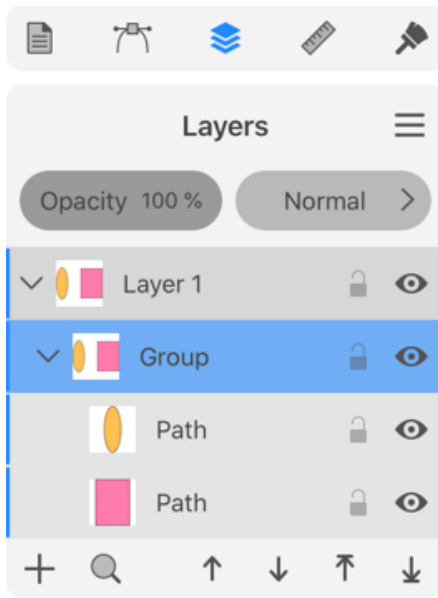 Layers
Opacity 100 % Normal
Layer 1
Group
Path
Path